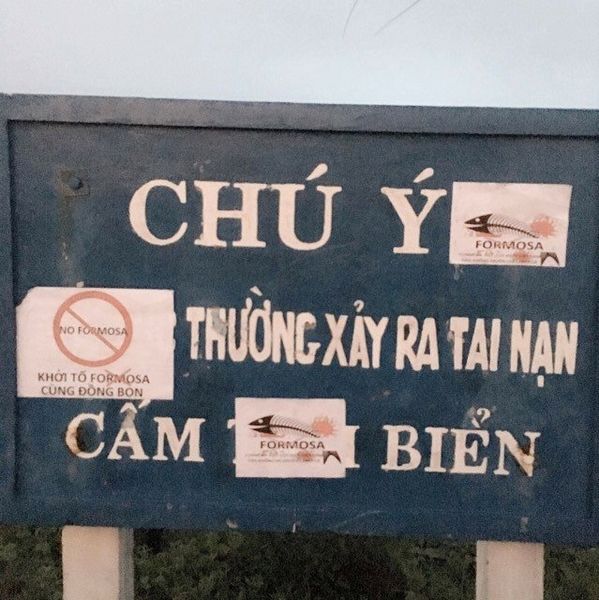 CHÚ Ý
FORMOSA
NO FORMOSA
KHỞI TỐ FORMOSA
CÙNG ĐỒNG BỌN
THƯỜNG XẢY RA TAI NẠN
CẤM
FORMOSA
BIỂN